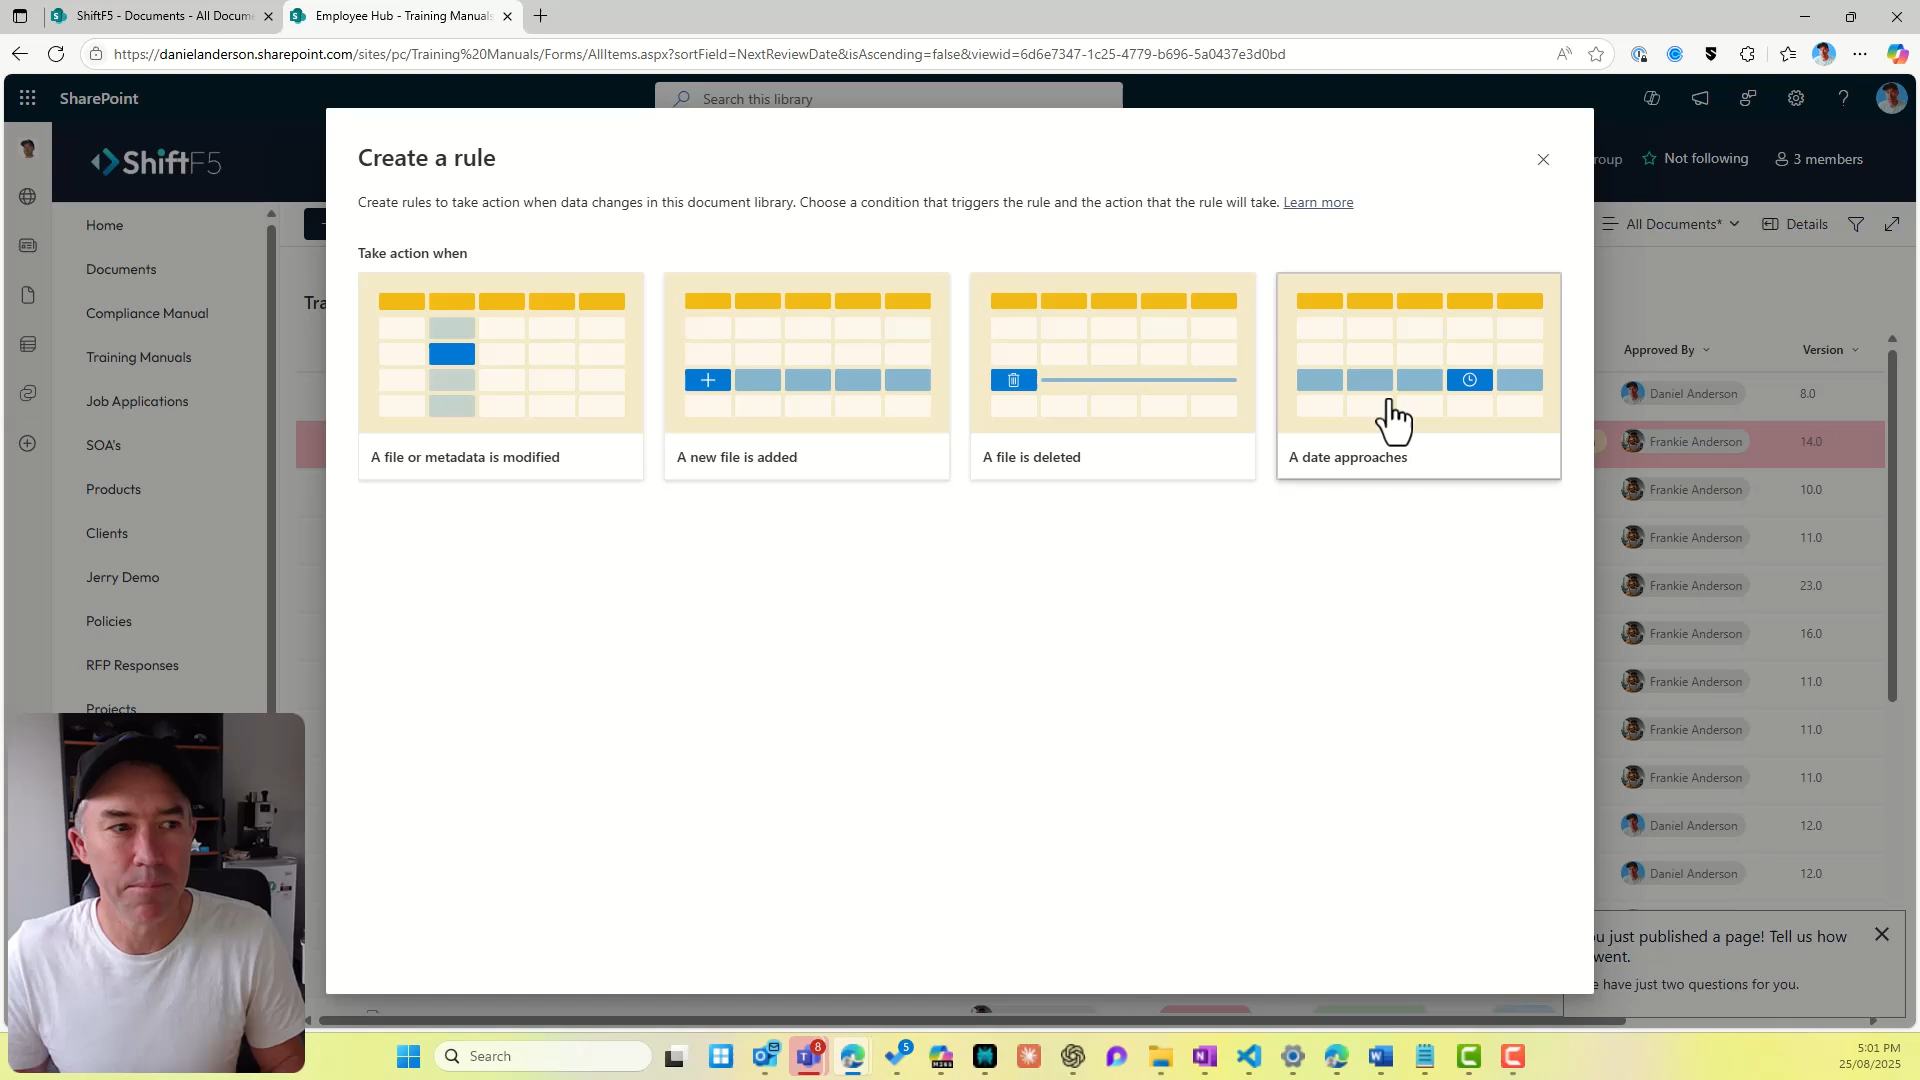 ShiftF5 - Documents - All Docum
Employee Hub - Training Manuals
https://danielanderson.sharepoint.com/sites/pc/Training%20Manuals/Forms/AllItems.aspx?sortField=NextReviewDate&isAscending=false&viewid=6d6e7347-1c25-4779-b696-5a0437e3d0bd
SharePoint
Search this library
ShiftF5
roup
Not following
3 members
Home
Documents
Compliance Manual
Training Manuals
Job Applications
SOA's
Products
Clients
Jerry Demo
Policies
RFP Responses
Projects
Tra
All Documents*
Details
Create a rule
Create rules to take action when data changes in this document library. Choose a condition that triggers the rule and the action that the rule will take. Learn more
Take action when
A file or metadata is modified
A new file is added
A file is deleted
A date approaches
Approved By
Version
Daniel Anderson 8.0
Frankie Anderson 14.0
Frankie Anderson 10.0
Frankie Anderson 11.0
Frankie Anderson 23.0
Frankie Anderson 16.0
Frankie Anderson 11.0
Frankie Anderson 11.0
Frankie Anderson 11.0
Daniel Anderson 12.0
Daniel Anderson 12.0
u just published a page! Tell us how
went.
have just two questions for you.
Search
8
5
M365
5:01 PM
25/08/2025